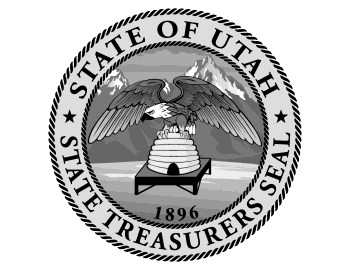 STATE OF UTAH
1896
STATE TREASURERS SEAL